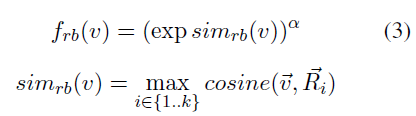 f_{rb}(v) = (exp sim_{rb}(v))^α (3)
sim_{rb}(v) = max_{i∈{1..k}} cosine(v⃗, R⃗_i)